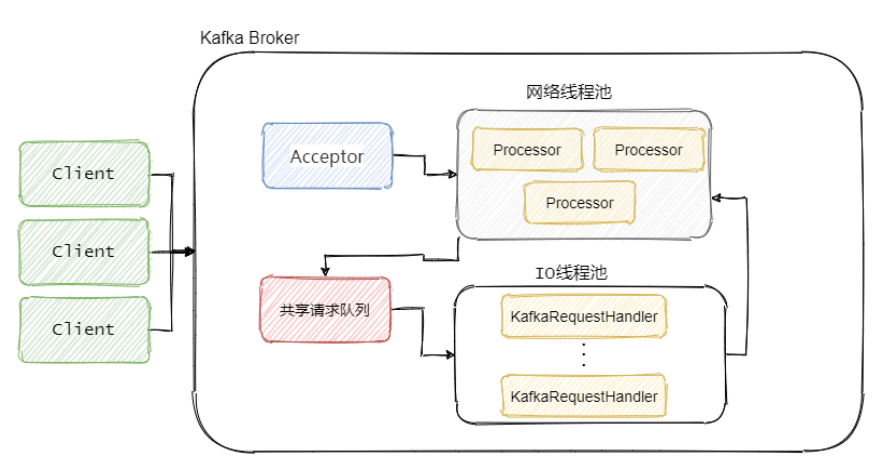 Kafka Broker
网络线程池
Client
Client
Client
Acceptor
Processor
Processor
Processor
共享请求队列
IO线程池
KafkaRequestHandler
KafkaRequestHandler